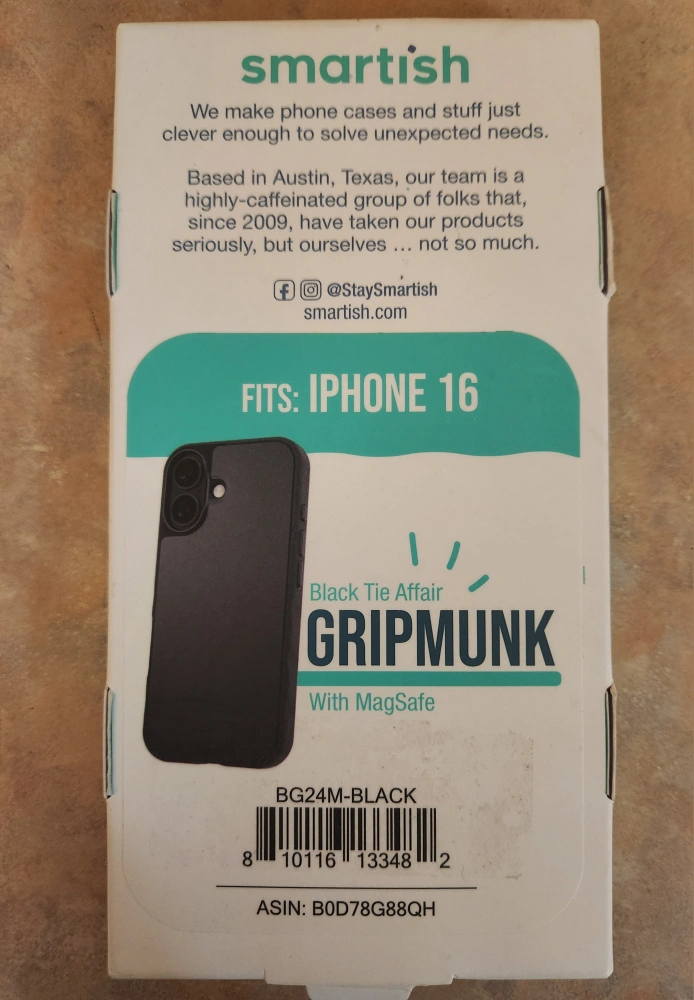 smartish
We make phone cases and stuff just
clever enough to solve unexpected needs.
Based in Austin, Texas, our team is a
highly-caffeinated group of folks that,
since 2009, have taken our products
seriously, but ourselves ... not so much.
@StaySmartish
smartish.com
FITS: IPHONE 16
Black Tie Affair
GRIPMUNK
With MagSafe
BG24M-BLACK
8 10116 13348 2
ASIN: B0D78G88QH